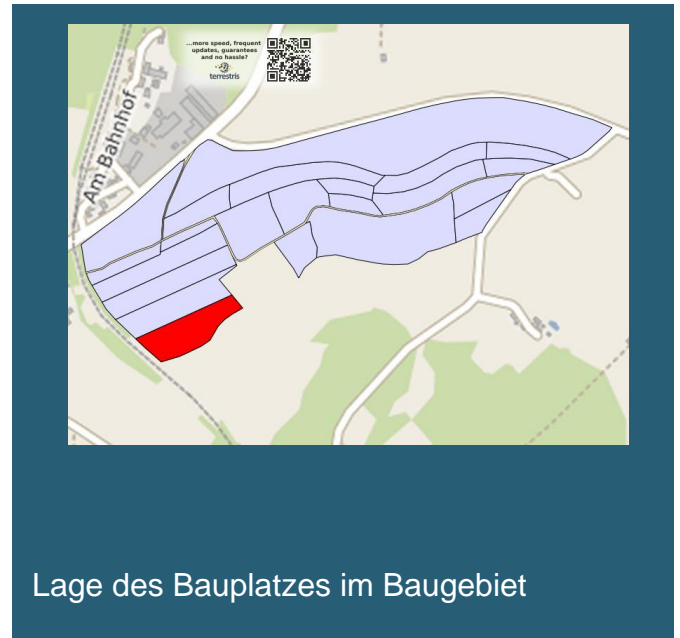 ...more speed, frequent
updates, guarantees
and no hassle?
terrestris
Am Bahnhof
Lage des Bauplatzes im Baugebiet